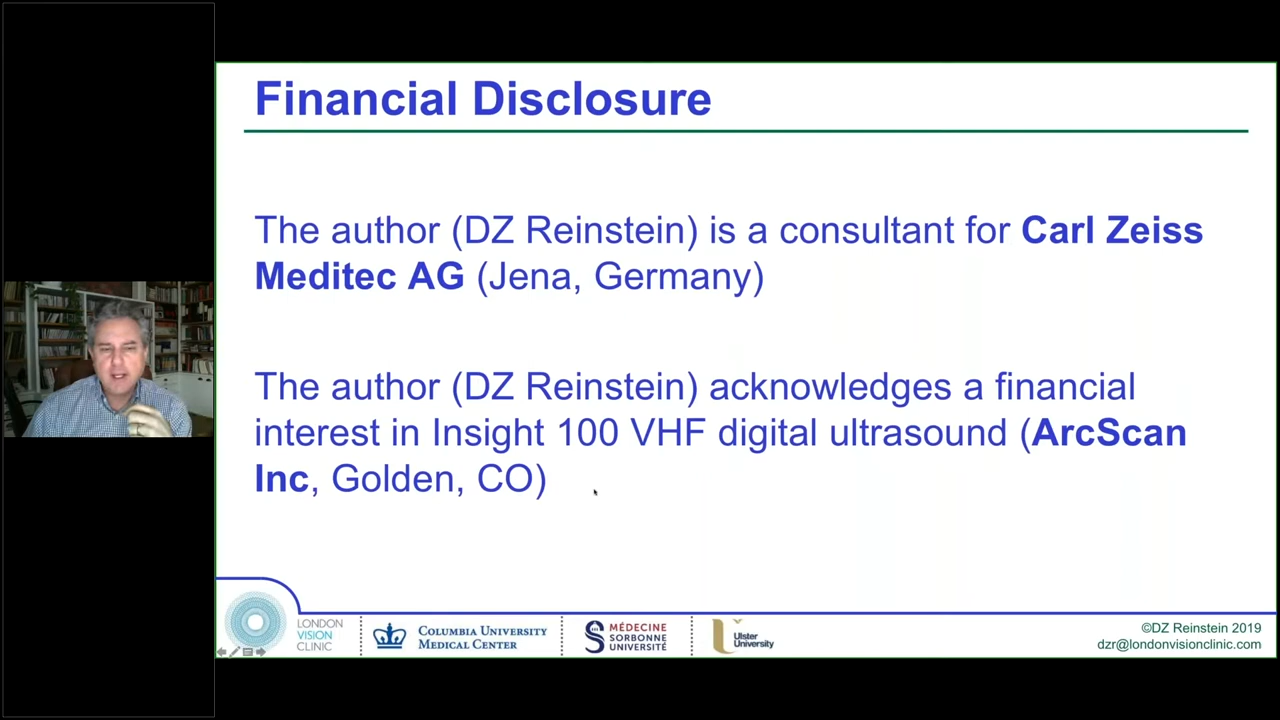 Financial Disclosure
The author (DZ Reinstein) is a consultant for Carl Zeiss
Meditec AG (Jena, Germany)
The author (DZ Reinstein) acknowledges a financial
interest in Insight 100 VHF digital ultrasound (ArcScan
Inc, Golden, CO)
LONDON
VISION
CLINIC
COLUMBIA UNIVERSITY
MEDICAL CENTER
MÉDECINE
SORBONNE
UNIVERSITÉ
Ulster
University
©DZ Reinstein 2019
dzr@londonvisionclinic.com